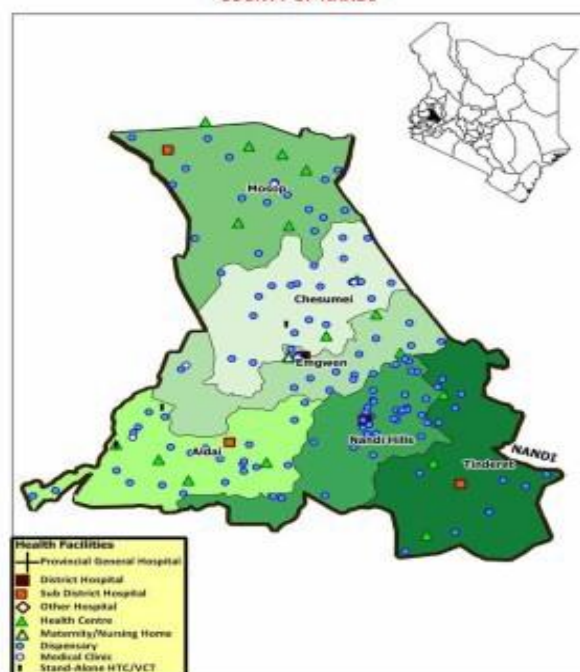 Mosop
Chesumei
Emgwen
Nandi Hills
Aldai
Tinderet
NANDI
Health Facilities
Provincial General Hospital
District Hospital
Sub District Hospital
Other Hospital
Health Centre
Maternity/Nursing Home
Dispensary
Medical Clinic
Stand-Alone HTC/VCT